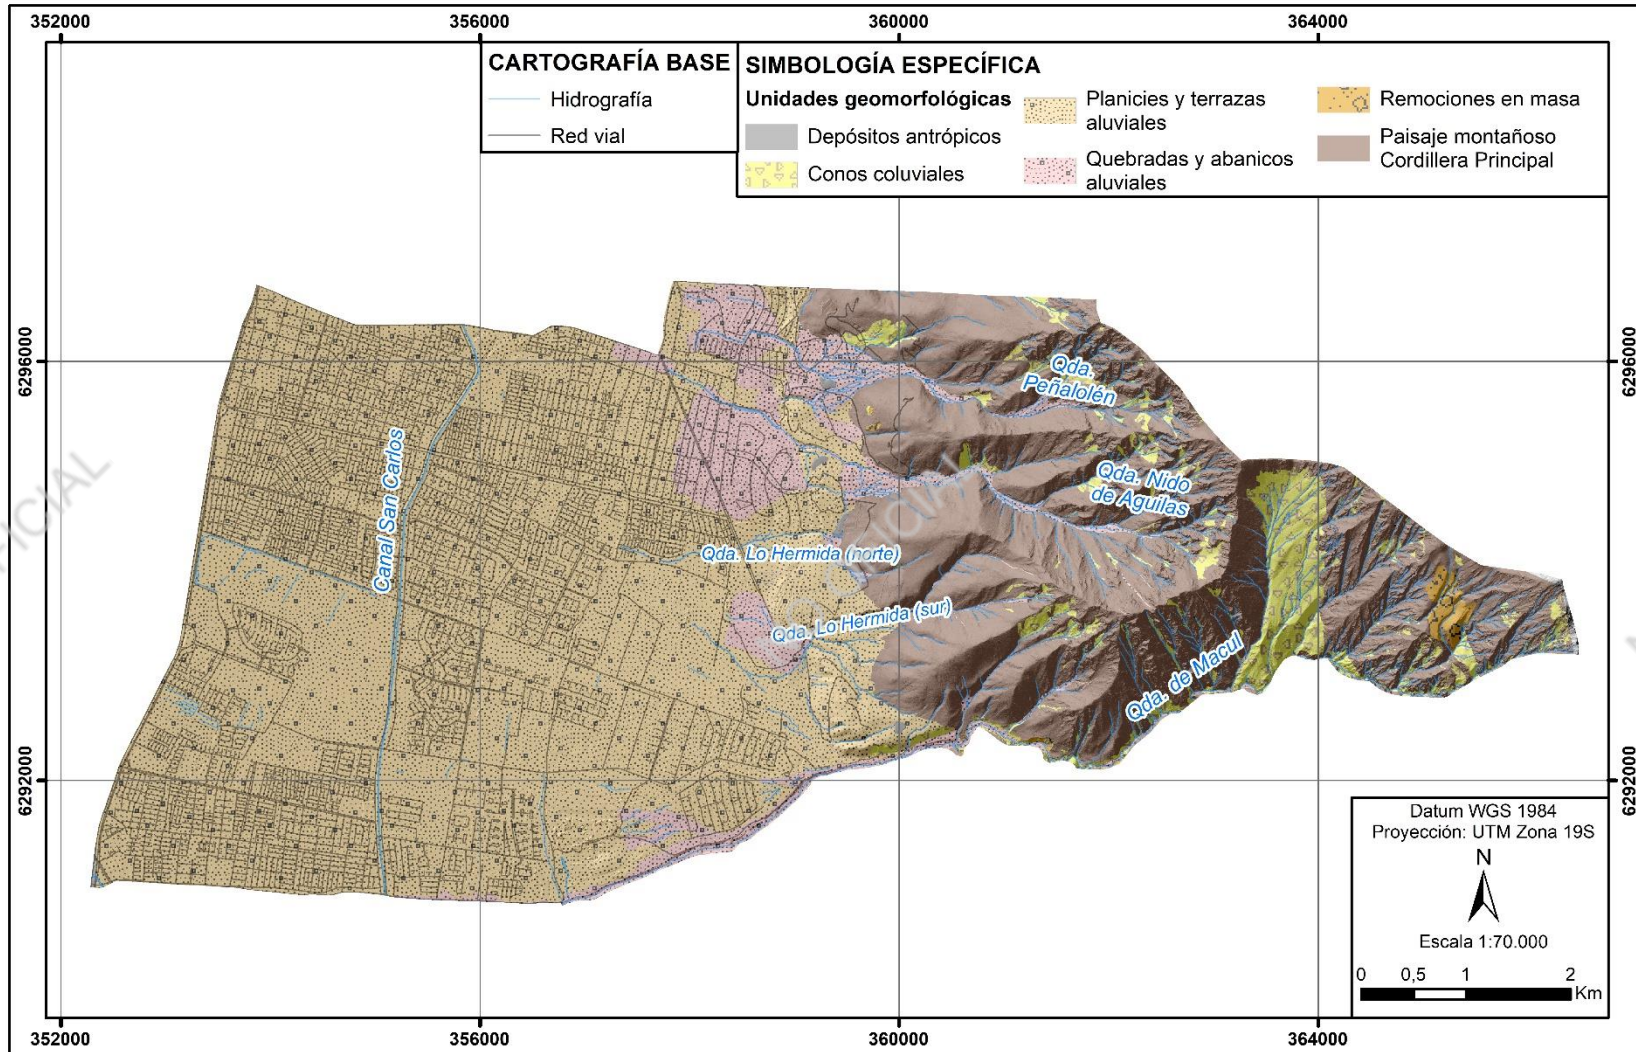 352000
356000
360000
364000
CARTOGRAFÍA BASE
Hidrografía
Red vial
SIMBOLOGÍA ESPECÍFICA
Unidades geomorfológicas
Depósitos antrópicos
Conos coluviales
Planicies y terrazas
aluviales
Quebradas y abanicos
aluviales
Remociones en masa
Paisaje montañoso
Cordillera Principal
6296000
6296000
Qda.
Peñalolén
Canal San Carlos
Qda. Nido
de Aguilas
Qda. Lo Hermida (norte)
Qda. Lo Hermida (sur)
Qda. de Macul
6292000
6292000
Datum WGS 1984
Proyección: UTM Zona 19S
N
Escala 1:70.000
0 0,5 1 2
Km
352000
356000
360000
364000